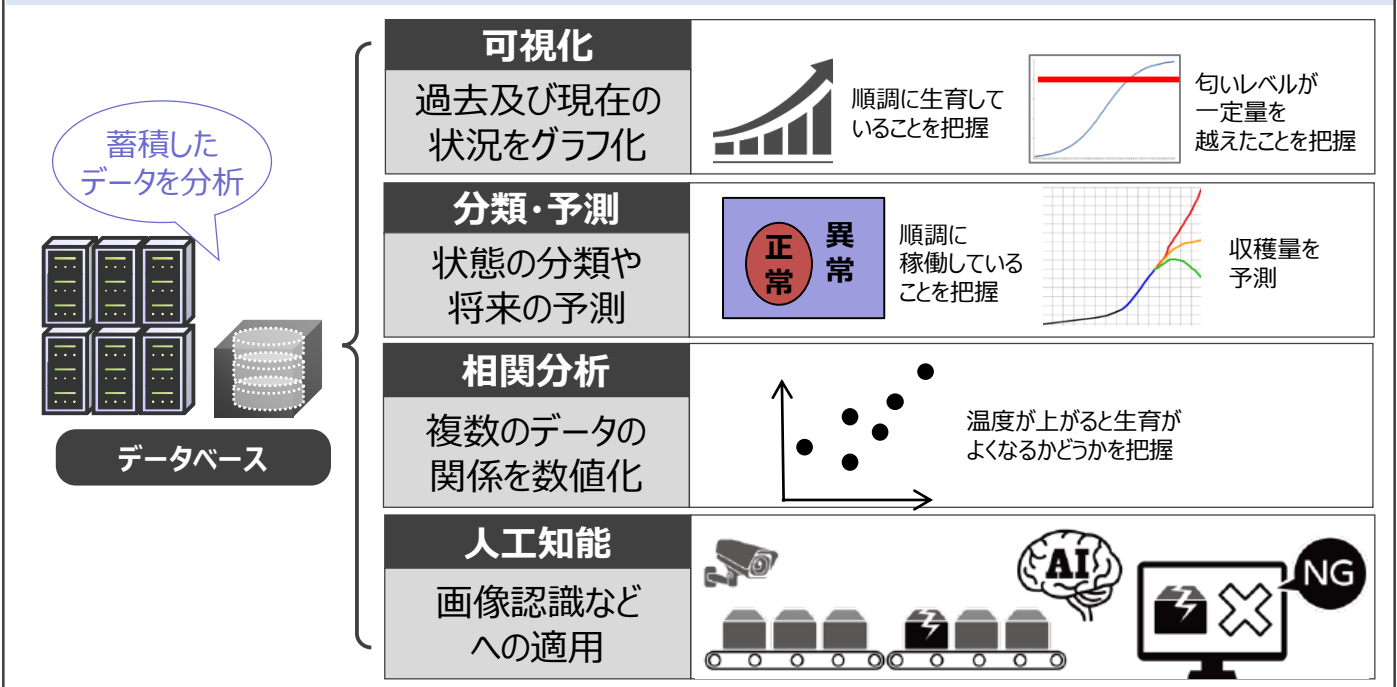 蓄積した
データを分析
データベース
可視化
過去及び現在の
状況をグラフ化
順調に生育して
いることを把握
匂いレベルが
一定量を
越えたことを把握
分類・予測
状態の分類や
将来の予測
正常
異常
順調に
稼働している
ことを把握
収穫量を
予測
相関分析
複数のデータの
関係を数値化
温度が上がると生育が
よくなるかどうかを把握
人工知能
画像認識など
への適用
AI
NG